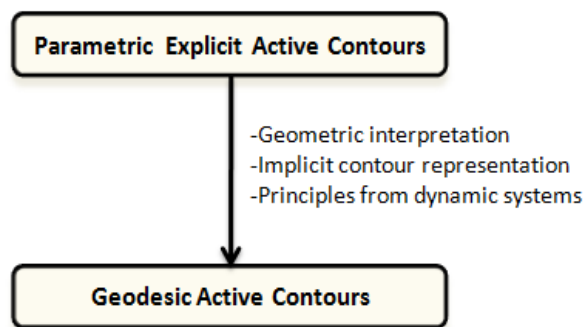 Parametric Explicit Active Contours
-Geometric interpretation
-Implicit contour representation
-Principles from dynamic systems
Geodesic Active Contours